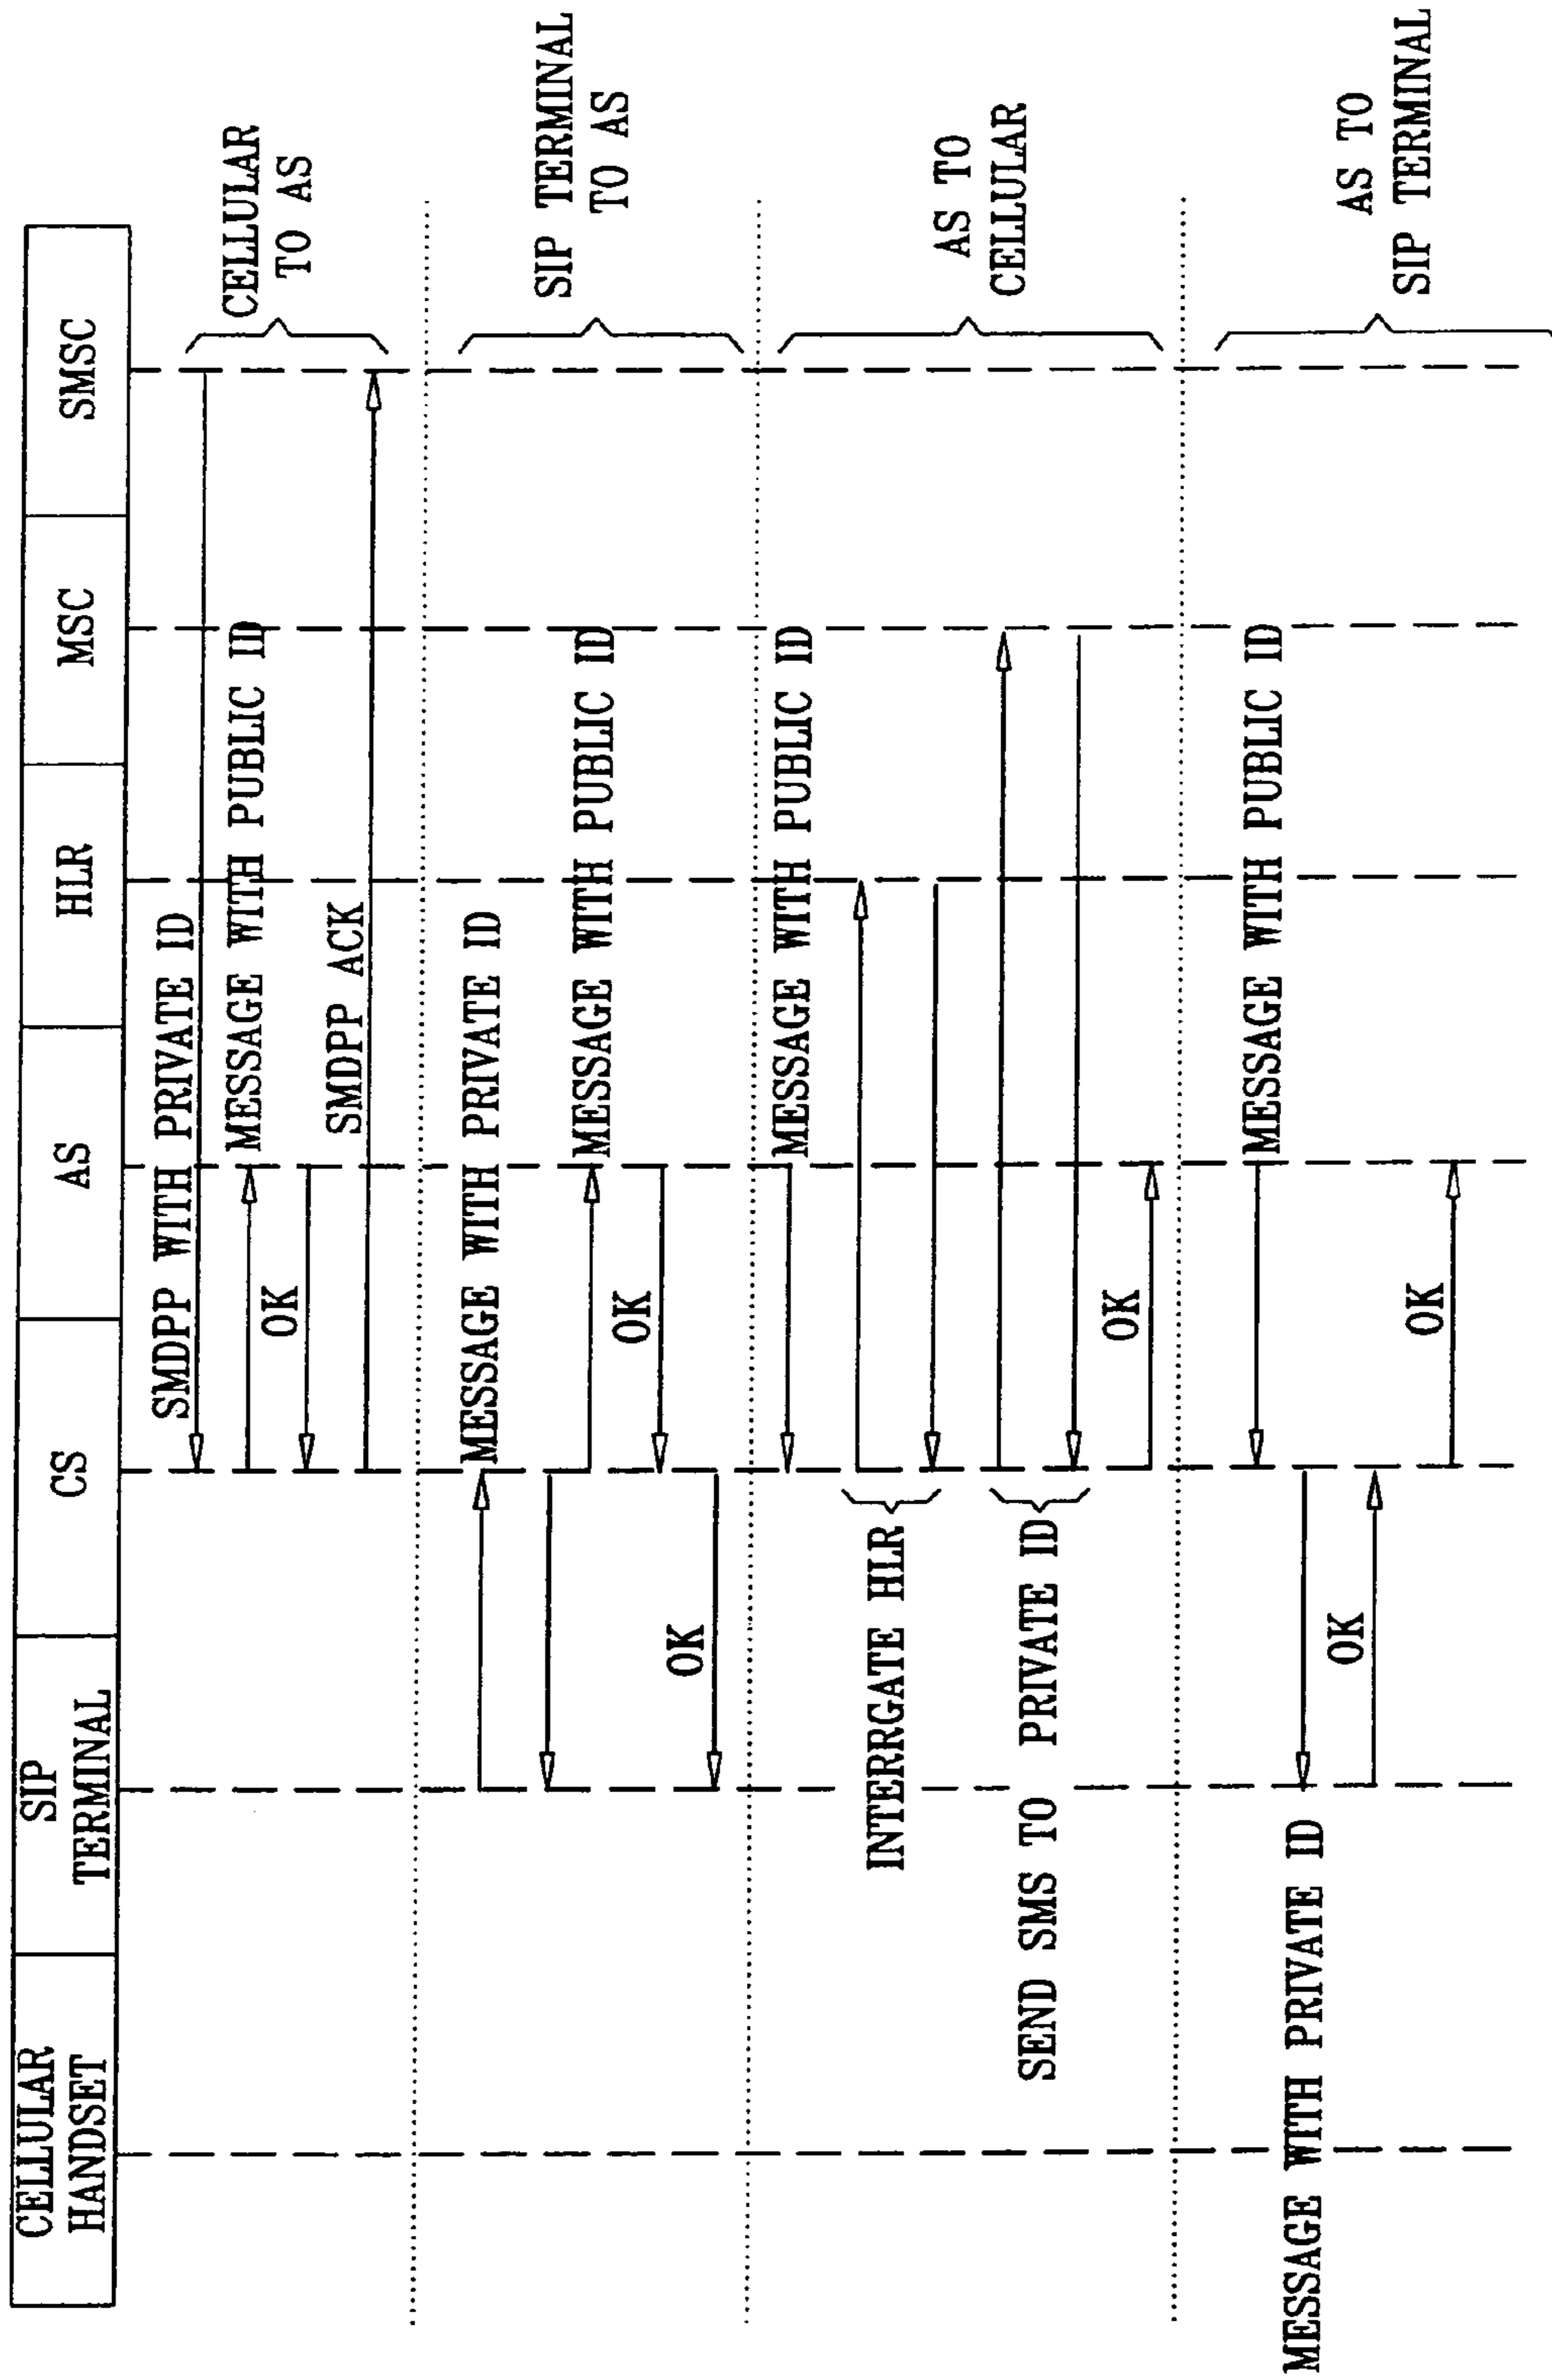 CELLULAR
HANDSET
SIP
TERMINAL
CS
AS
HLR
MSC
SMSC
SMDPP WITH PRIVATE ID
MESSAGE WITH PUBLIC ID
OK
SMDPP ACK
CELLULAR
TO AS
MESSAGE WITH PRIVATE ID
MESSAGE WITH PUBLIC ID
OK
OK
SIP TERMINAL
TO AS
MESSAGE WITH PUBLIC ID
INTERRGATE HLR
SEND SMS TO PRIVATE ID
OK
AS TO
CELLULAR
MESSAGE WITH PUBLIC ID
MESSAGE WITH PRIVATE ID
OK
OK
AS TO
SIP TERMINAL